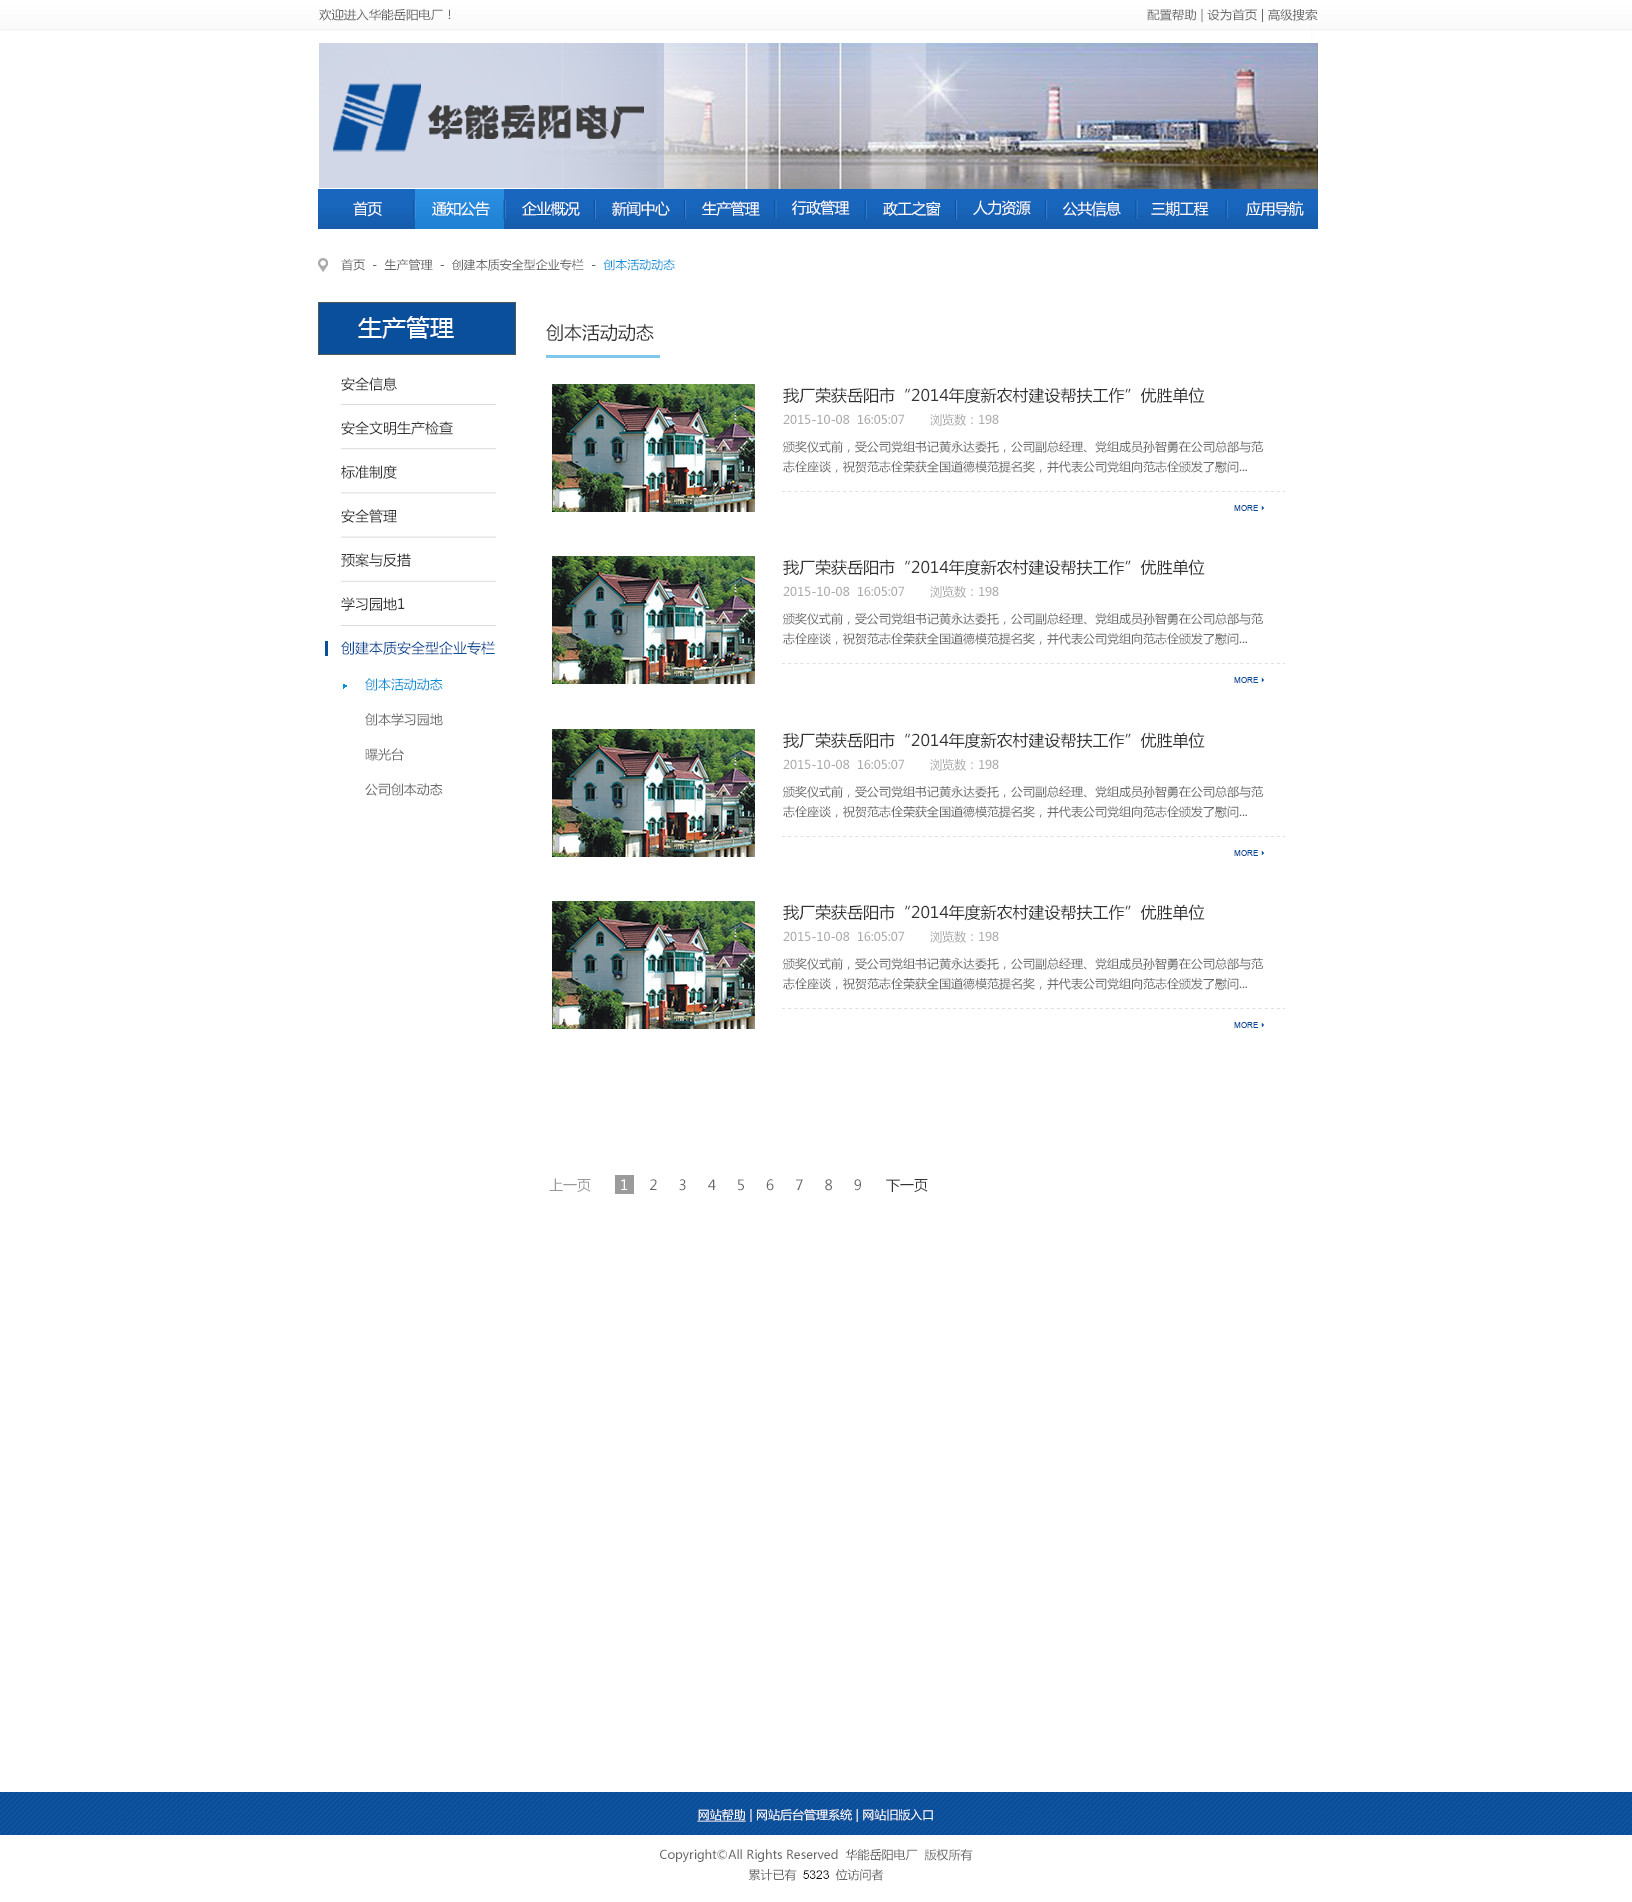 欢迎进入华能岳阳电厂！
配置帮助 | 设为首页 | 高级搜索
华能岳阳电厂
首页 通知公告 企业概况 新闻中心 生产管理 行政管理 政工之窗 人力资源 公共信息 三期工程 应用导航
首页 - 生产管理 - 创建本质安全型企业专栏 - 创本活动动态
生产管理
安全信息
安全文明生产检查
标准制度
安全管理
预案与反措
学习园地1
创建本质安全型企业专栏
创本活动动态
创本学习园地
曝光台
公司创本动态
创本活动动态
我厂荣获岳阳市“2014年度新农村建设帮扶工作”优胜单位
2015-10-08 16:05:07 浏览数：198
颁奖仪式前，受公司党组书记黄永达委托，公司副总经理、党组成员孙智勇在公司总部与范
志佺座谈，祝贺范志佺荣获全国道德模范提名奖，并代表公司党组向范志佺颁发了慰问...
MORE
我厂荣获岳阳市“2014年度新农村建设帮扶工作”优胜单位
2015-10-08 16:05:07 浏览数：198
颁奖仪式前，受公司党组书记黄永达委托，公司副总经理、党组成员孙智勇在公司总部与范
志佺座谈，祝贺范志佺荣获全国道德模范提名奖，并代表公司党组向范志佺颁发了慰问...
MORE
我厂荣获岳阳市“2014年度新农村建设帮扶工作”优胜单位
2015-10-08 16:05:07 浏览数：198
颁奖仪式前，受公司党组书记黄永达委托，公司副总经理、党组成员孙智勇在公司总部与范
志佺座谈，祝贺范志佺荣获全国道德模范提名奖，并代表公司党组向范志佺颁发了慰问...
MORE
我厂荣获岳阳市“2014年度新农村建设帮扶工作”优胜单位
2015-10-08 16:05:07 浏览数：198
颁奖仪式前，受公司党组书记黄永达委托，公司副总经理、党组成员孙智勇在公司总部与范
志佺座谈，祝贺范志佺荣获全国道德模范提名奖，并代表公司党组向范志佺颁发了慰问...
MORE
上一页 1 2 3 4 5 6 7 8 9 下一页
网站帮助 | 网站后台管理系统 | 网站旧版入口
Copyright©All Rights Reserved 华能岳阳电厂 版权所有
累计已有 5323 位访问者